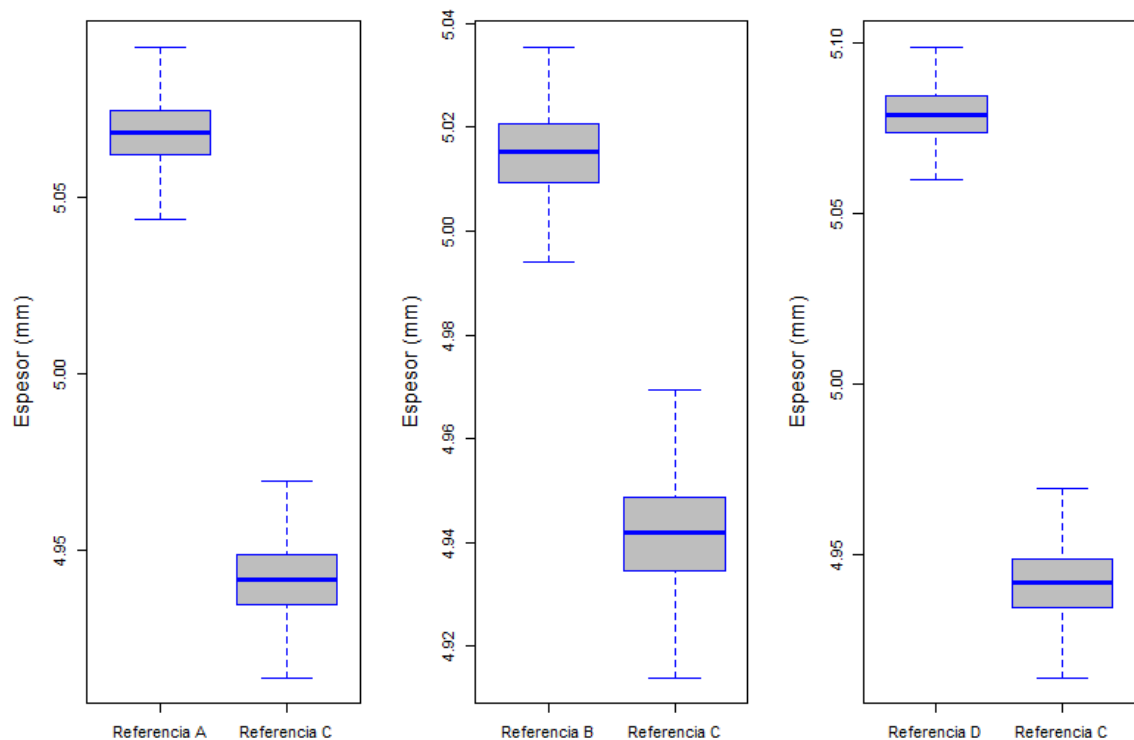 Espesor (mm)
5.05
5.00
4.95
Referencia A
Referencia C
Espesor (mm)
5.04
5.02
5.00
4.98
4.96
4.94
4.92
Referencia B
Referencia C
Espesor (mm)
5.10
5.05
5.00
4.95
Referencia D
Referencia C